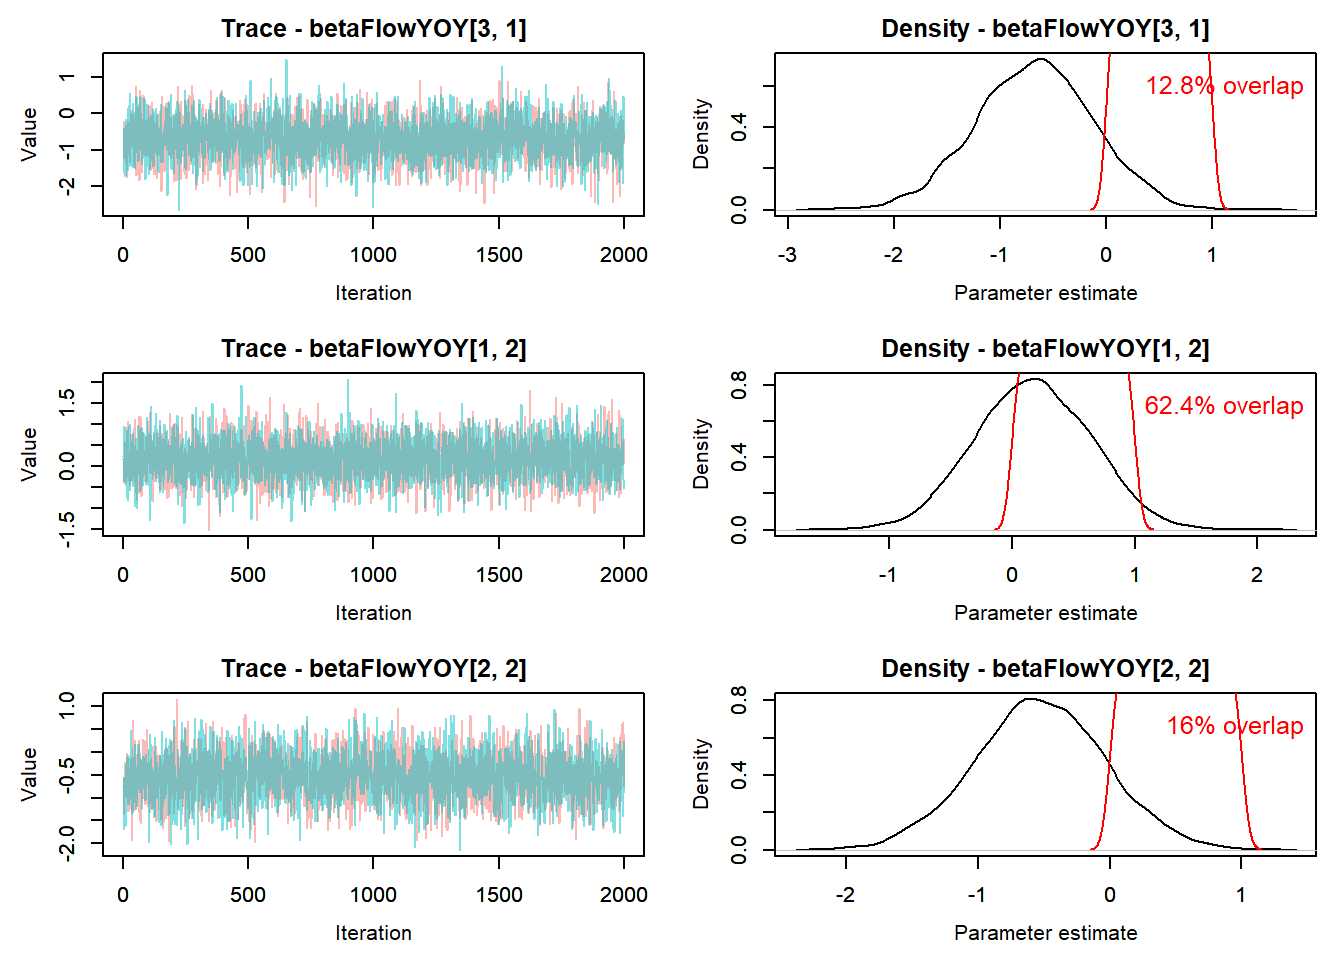 Trace - betaFlowYOY[3, 1]
Value
1
0
-1
-2
0 500 1000 1500 2000
Iteration
Density - betaFlowYOY[3, 1]
12.8% overlap
Density
0.4
0.0
-3 -2 -1 0 1
Parameter estimate
Trace - betaFlowYOY[1, 2]
Value
1.5
0.0
-1.5
0 500 1000 1500 2000
Iteration
Density - betaFlowYOY[1, 2]
62.4% overlap
Density
0.8
0.4
0.0
-1 0 1 2
Parameter estimate
Trace - betaFlowYOY[2, 2]
Value
1.0
-0.5
-2.0
0 500 1000 1500 2000
Iteration
Density - betaFlowYOY[2, 2]
16% overlap
Density
0.8
0.4
0.0
-2 -1 0 1
Parameter estimate